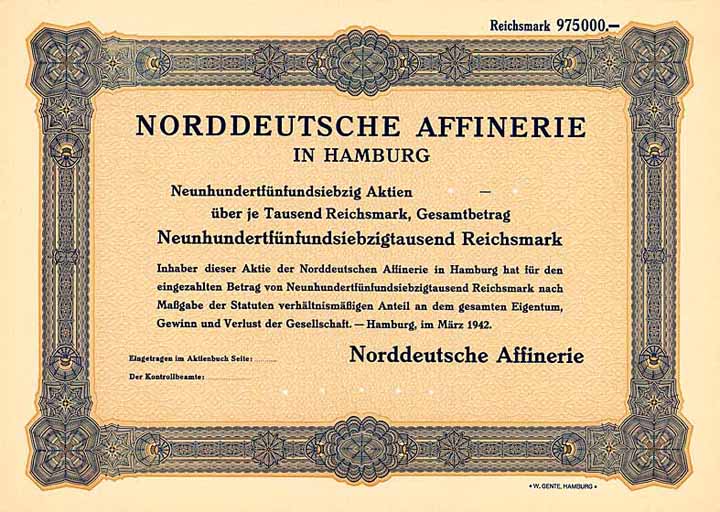 Reichsmark 975000.—
NORDDEUTSCHE AFFINERIE
IN HAMBURG
Neunhundertfünfundsiebzig Aktien —
über je Tausend Reichsmark, Gesamtbetrag
Neunhundertfünfundsiebzigtausend Reichsmark
Inhaber dieser Aktie der Norddeutschen Affinerie in Hamburg hat für den
eingezahlten Betrag von Neunhundertfünfundsiebzigtausend Reichsmark nach
Maßgabe der Statuten verhältnismäßigen Anteil an dem gesamten Eigentum,
Gewinn und Verlust der Gesellschaft. — Hamburg, im März 1942.
Eingetragen im Aktienbuch Seite: ..........
Norddeutsche Affinerie
Der Kontrollbeamte: ....................
• W. GENTE, HAMBURG •